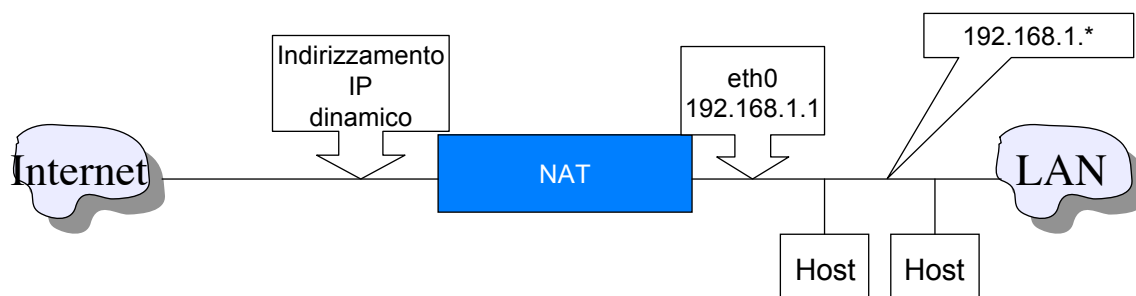 Indirizzamento
IP
dinamico
eth0
192.168.1.1
192.168.1.*
Internet
NAT
LAN
Host
Host